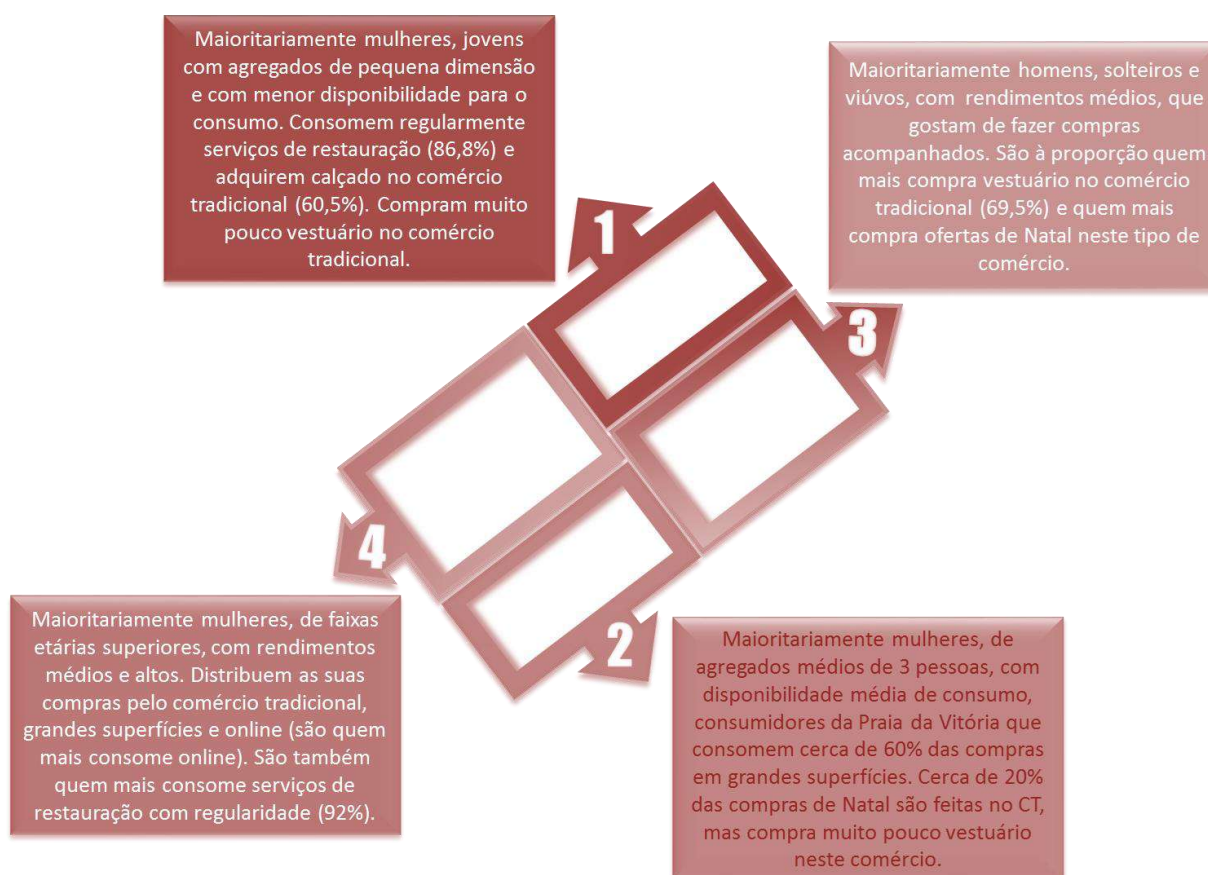 Maioritariamente mulheres, jovens
com agregados de pequena dimensão
e com menor disponibilidade para o
consumo. Consomem regularmente
serviços de restauração (86,8%) e
adquirem calçado no comércio
tradicional (60,5%). Compram muito
pouco vestuário no comércio
tradicional.
1
Maioritariamente homens, solteiros e
viúvos, com rendimentos médios, que
gostam de fazer compras
acompanhados. São à proporção quem
mais compra vestuário no comércio
tradicional (69,5%) e quem mais
compra ofertas de Natal neste tipo de
comércio.
3
4
Maioritariamente mulheres, de faixas
etárias superiores, com rendimentos
médios e altos. Distribuem as suas
compras pelo comércio tradicional,
grandes superfícies e online (são quem
mais consome online). São também
quem mais consome serviços de
restauração com regularidade (92%).
2
Maioritariamente mulheres, de
agregados médios de 3 pessoas, com
disponibilidade média de consumo,
consumidores da Praia da Vitória que
consomem cerca de 60% das compras
em grandes superfícies. Cerca de 20%
das compras de Natal são feitas no CT,
mas compra muito pouco vestuário
neste comércio.